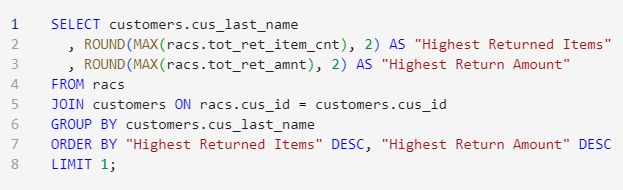 1 SELECT customers.cus_last_name
2 , ROUND(MAX(racs.tot_ret_item_cnt), 2) AS "Highest Returned Items"
3 , ROUND(MAX(racs.tot_ret_amnt), 2) AS "Highest Return Amount"
4 FROM racs
5 JOIN customers ON racs.cus_id = customers.cus_id
6 GROUP BY customers.cus_last_name
7 ORDER BY "Highest Returned Items" DESC, "Highest Return Amount" DESC
8 LIMIT 1;